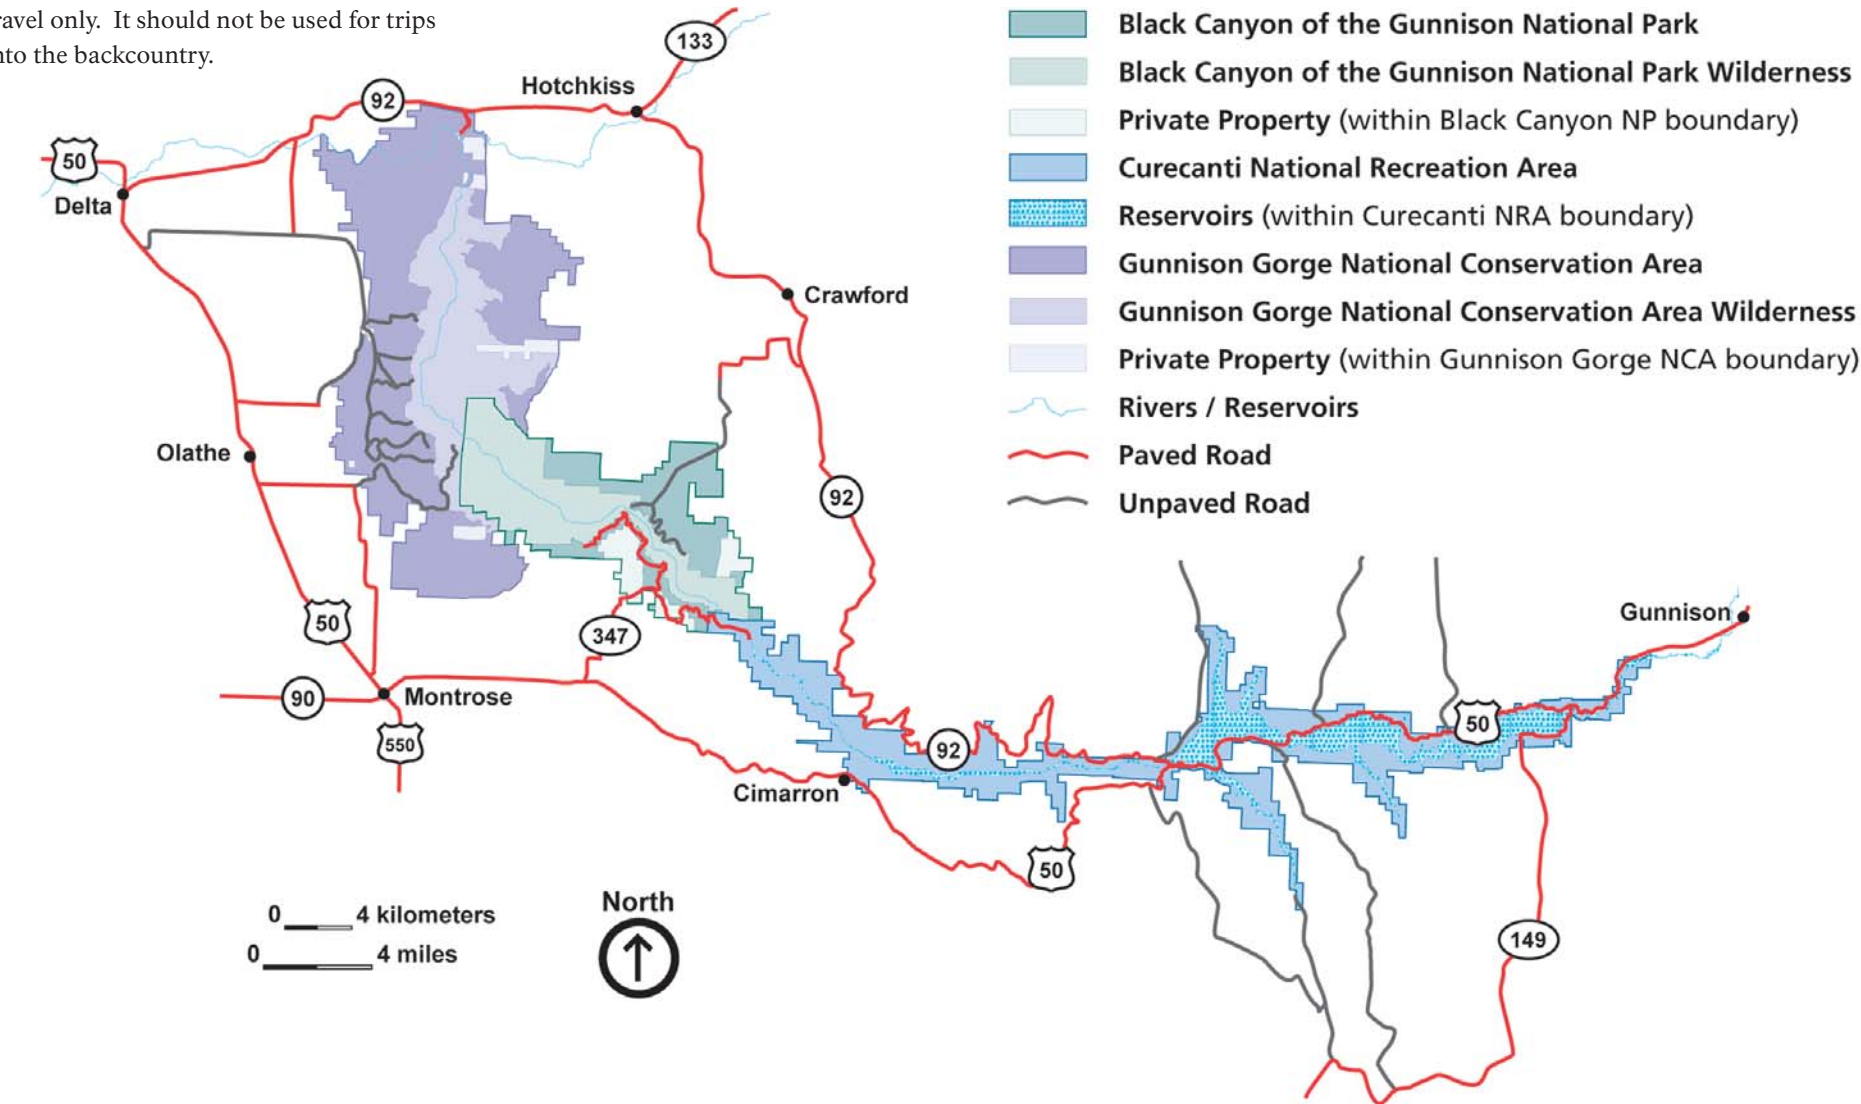 ravel only. It should not be used for trips
nto the backcountry.
133
Hotchkiss
92
50
Delta
Crawford
Olathe
92
50
347
90
Montrose
550
Cimarron
92
50
50
Gunnison
149
0 4 kilometers
0 4 miles
North
Black Canyon of the Gunnison National Park
Black Canyon of the Gunnison National Park Wilderness
Private Property (within Black Canyon NP boundary)
Curecanti National Recreation Area
Reservoirs (within Curecanti NRA boundary)
Gunnison Gorge National Conservation Area
Gunnison Gorge National Conservation Area Wilderness
Private Property (within Gunnison Gorge NCA boundary)
Rivers / Reservoirs
Paved Road
Unpaved Road